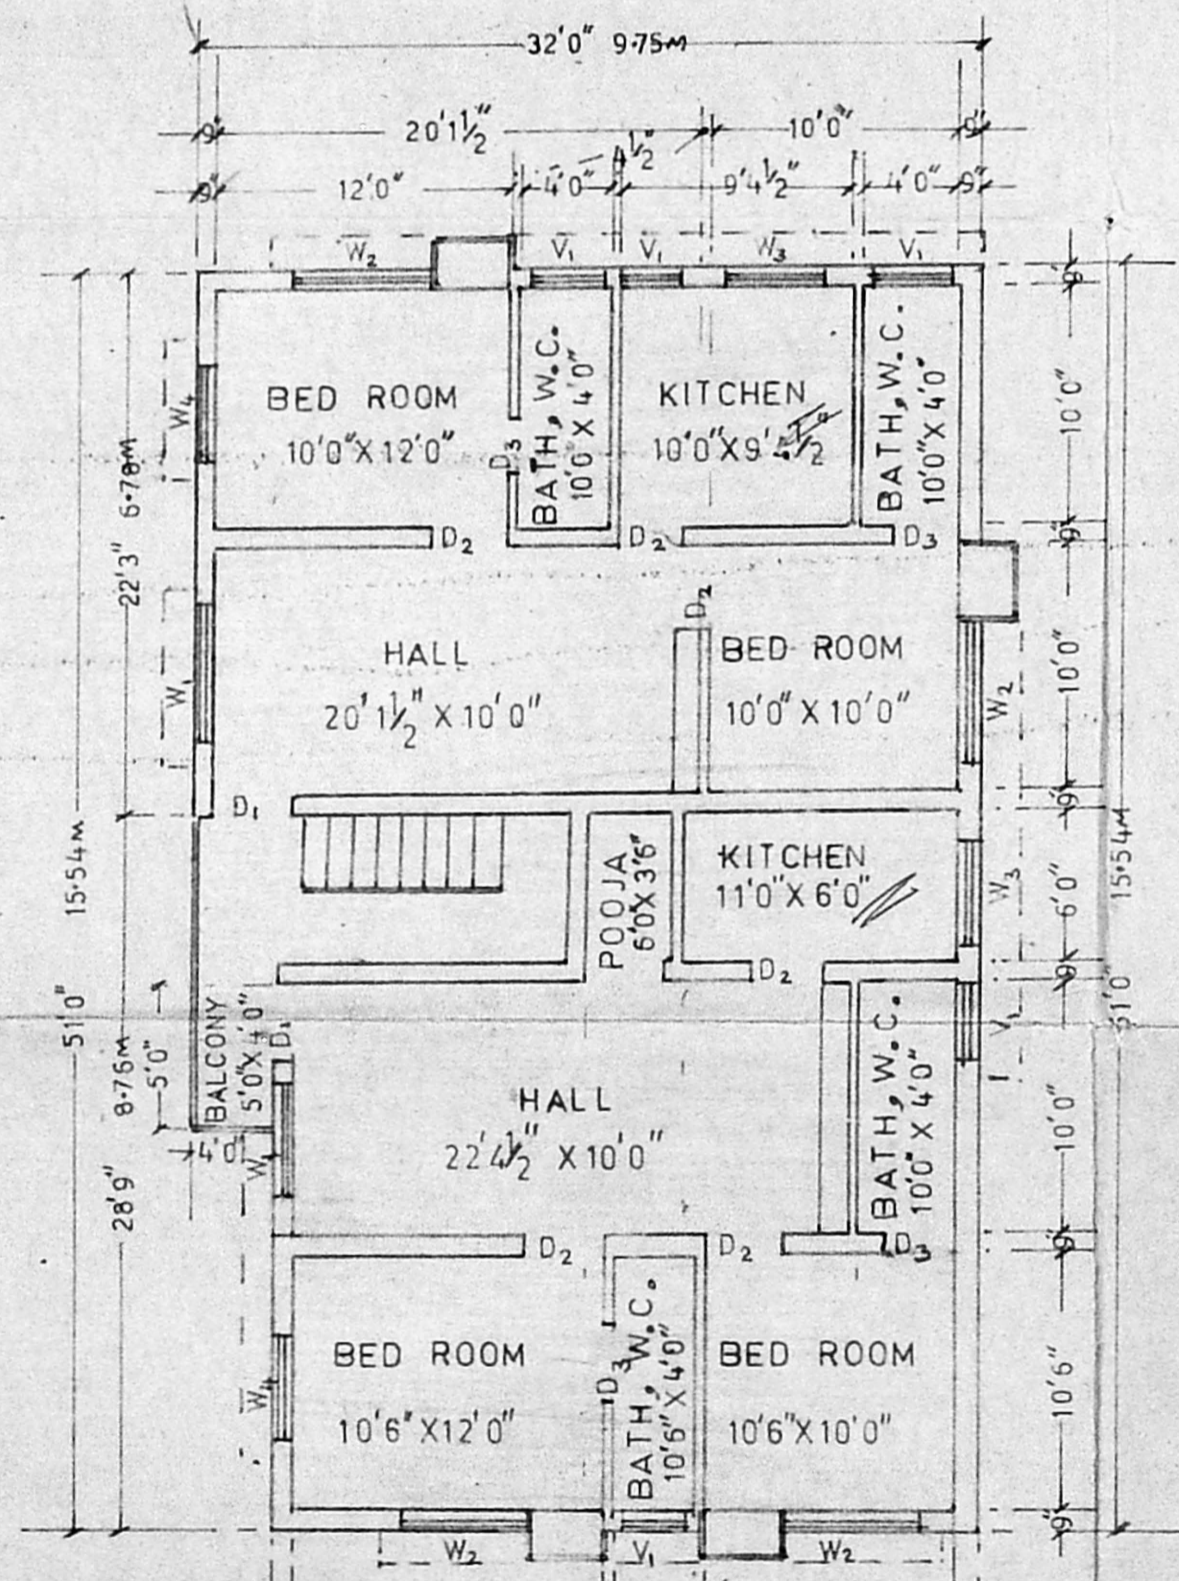 32'0" 9.75M
9" 20'1½" 10'0" 9"
4½"
9" 12'0" 4'0" 9'4½" 4'0" 9"
W2 V1 V1 W3 V1
9"
W4
BED ROOM
10'0"X12'0"
D3
BATH, W.C.
10'0 X 4'0"
KITCHEN
10'0"X9'4½"
BATH, W.C.
10'0"X 4'0"
10'0"
6.78M
22'3"
D2 D2 D3
9"
W1
HALL
20'1½" X 10'0"
D2
BED ROOM
10'0" X 10'0"
W2
10'0"
D1
9"
15.54M
51'0"
POOJA
6'0"X3'6"
KITCHEN
11'0"X 6'0"
W3
6'0"
15.54M
51'0"
D2
9"
8.76M
28'9"
5'0"
BALCONY
5'0"X4'0"
D1
4'0"
W1
HALL
22'4½" X10'0"
BATH, W.C.
10'0" X 4'0"
V1
10'0"
D2 D2 D3
9"
W4
BED ROOM
10'6"X12'0"
D3
BATH, W.C.
10'6"X 4'0"
BED ROOM
10'6"X10'0"
10'6"
9"
W2 V1 W2